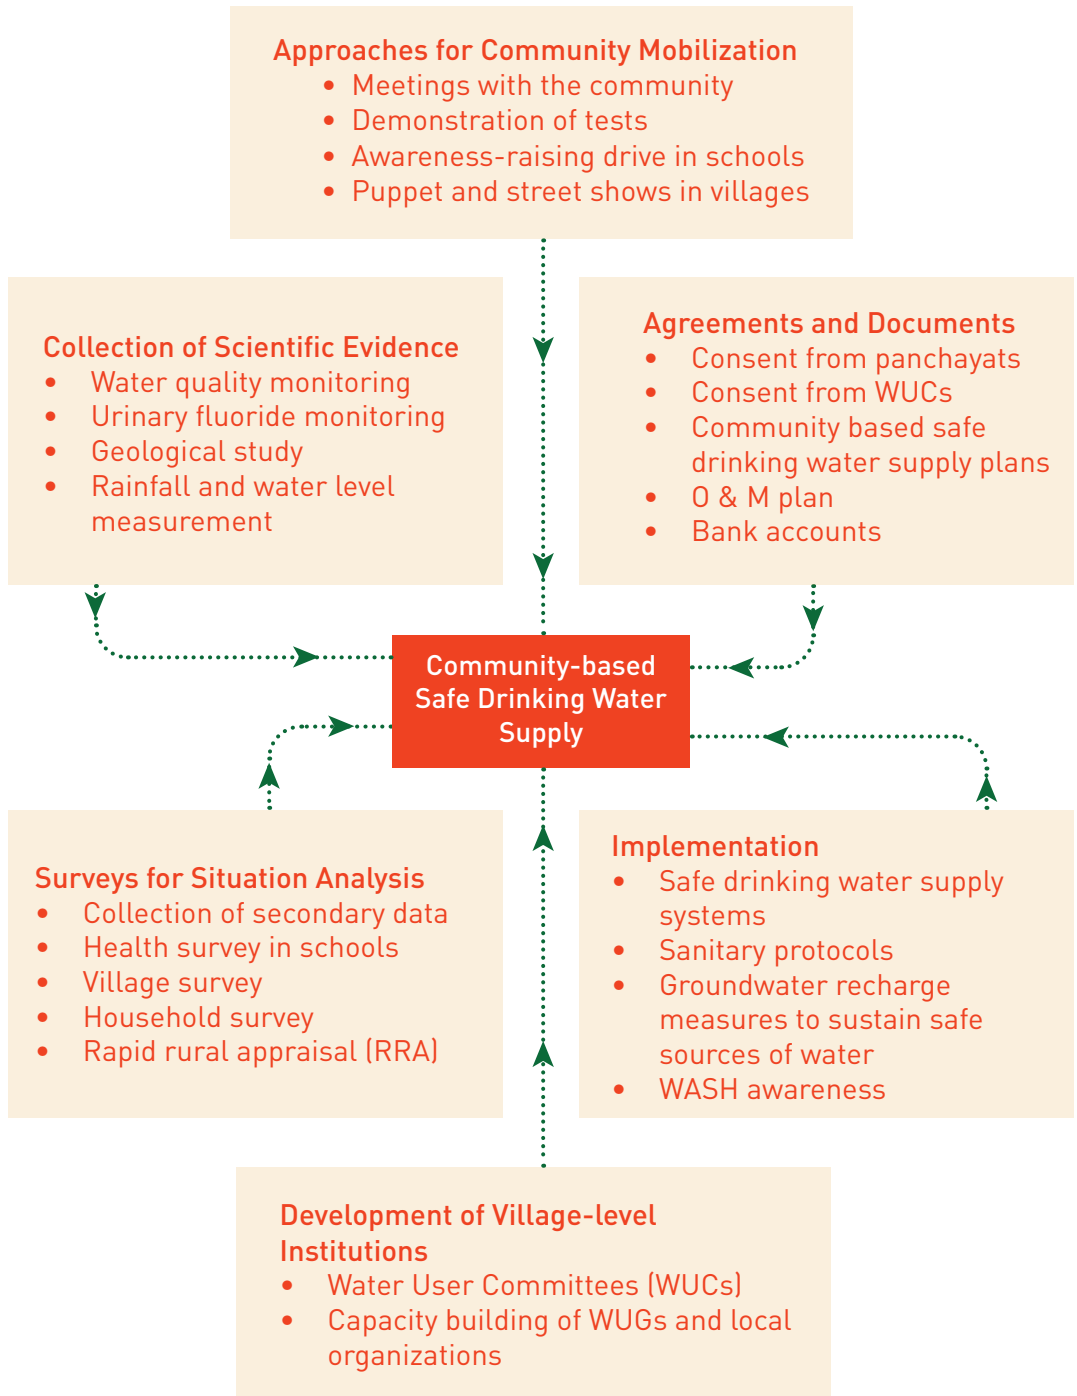 Approaches for Community Mobilization
• Meetings with the community
• Demonstration of tests
• Awareness-raising drive in schools
• Puppet and street shows in villages
Collection of Scientific Evidence
• Water quality monitoring
• Urinary fluoride monitoring
• Geological study
• Rainfall and water level
measurement
Agreements and Documents
• Consent from panchayats
• Consent from WUCs
• Community based safe
drinking water supply plans
• O & M plan
• Bank accounts
Community-based
Safe Drinking Water
Supply
Surveys for Situation Analysis
• Collection of secondary data
• Health survey in schools
• Village survey
• Household survey
• Rapid rural appraisal (RRA)
Implementation
• Safe drinking water supply
systems
• Sanitary protocols
• Groundwater recharge
measures to sustain safe
sources of water
• WASH awareness
Development of Village-level
Institutions
• Water User Committees (WUCs)
• Capacity building of WUGs and local
organizations